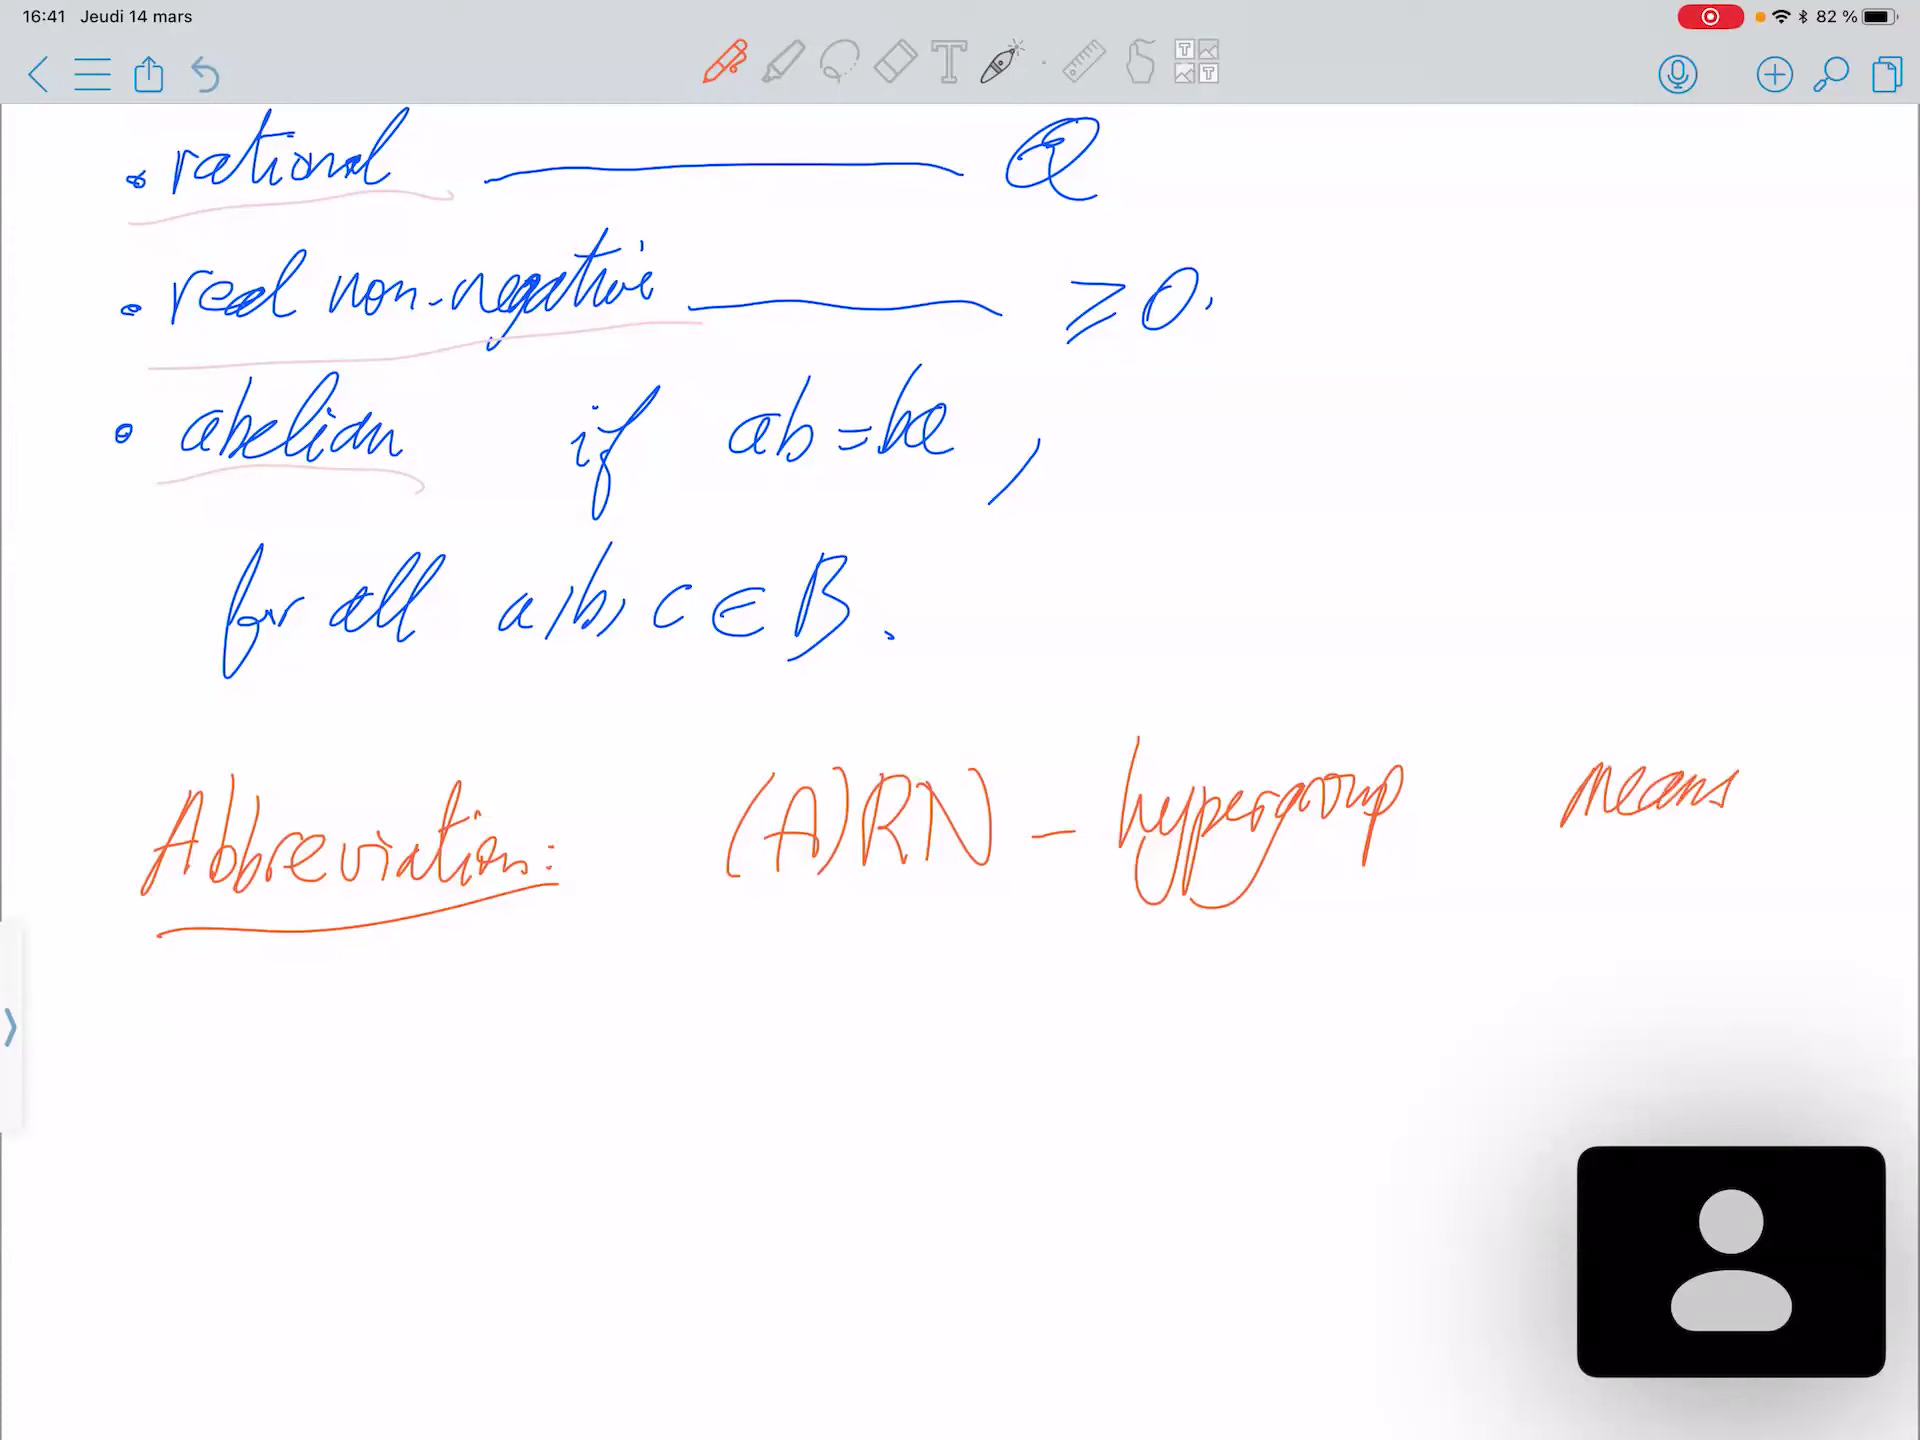 16:41 Jeudi 14 mars 82 %
• rational ——— Q
• real non-negative ——— ≥ 0.
• abelian if ab = ba ,
for all a, b, c ∈ B.
Abbreviation: (A)RN - hypergroup means